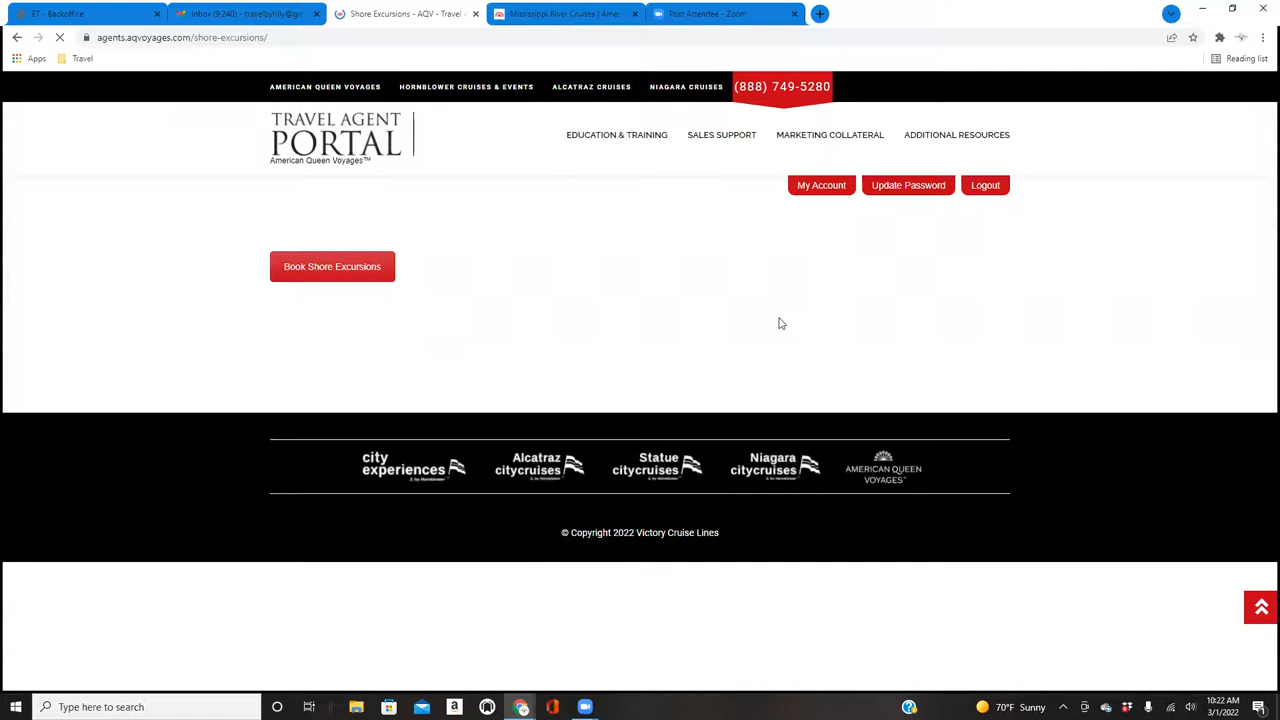 ET - Backoffice
Inbox (9,240) - travelbytilly@gm
Shore Excursions - AQV - Travel
Mississippi River Cruises | Amer
Post Attendee - Zoom
agents.aqvoyages.com/shore-excursions/
Apps
Travel
Reading list
AMERICAN QUEEN VOYAGES
HORNBLOWER CRUISES & EVENTS
ALCATRAZ CRUISES
NIAGARA CRUISES
(888) 749-5280
TRAVEL AGENT
PORTAL
American Queen Voyages™
EDUCATION & TRAINING
SALES SUPPORT
MARKETING COLLATERAL
ADDITIONAL RESOURCES
My Account
Update Password
Logout
Book Shore Excursions
city
experiences
by Hornblower
Alcatraz
citycruises
by Hornblower
Statue
citycruises
by Hornblower
Niagara
citycruises
by Hornblower
AMERICAN QUEEN
VOYAGES™
© Copyright 2022 Victory Cruise Lines
Type here to search
70°F Sunny
10:22 AM
3/1/2022